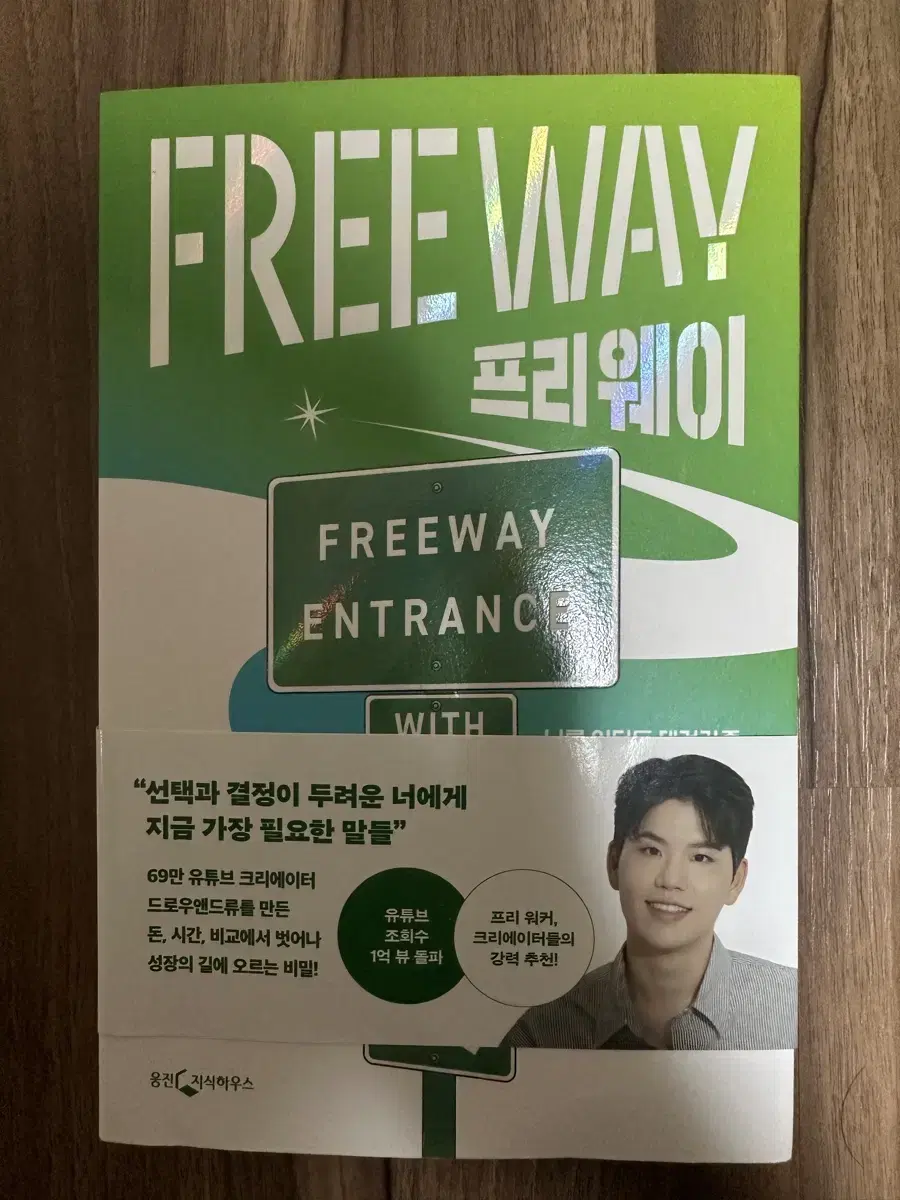 FREE WAY
프리웨이
FREEWAY
ENTRANCE
WITH
“선택과 결정이 두려운 너에게
지금 가장 필요한 말들”
69만 유튜브 크리에이터
드로우앤드류를 만든
돈, 시간, 비교에서 벗어나
성장의 길에 오르는 비밀!
유튜브
조회수
1억 뷰 돌파
프리 워커,
크리에이터들의
강력 추천!
웅진지식하우스